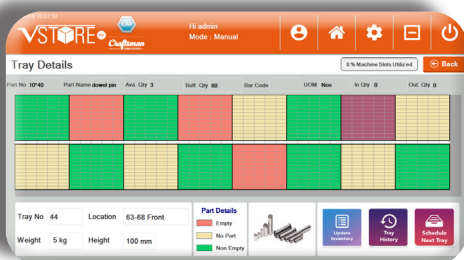 VSTORE
Craftsman
Hi admin
Mode : Manual
Tray Details
0 % Machine Slots Utilized
Back
Part No 10*40 Part Name dowel pin Ava. Qty 3 Buff. Qty 80 Bar Code UOM Nos In Qty 0 Out. Qty 0
Tray No 44 Location 63-68 Front
Weight 5 kg Height 100 mm
Part Details
Empty
No Part
Non Empty
Update Inventory
Tray History
Schedule Next Tray